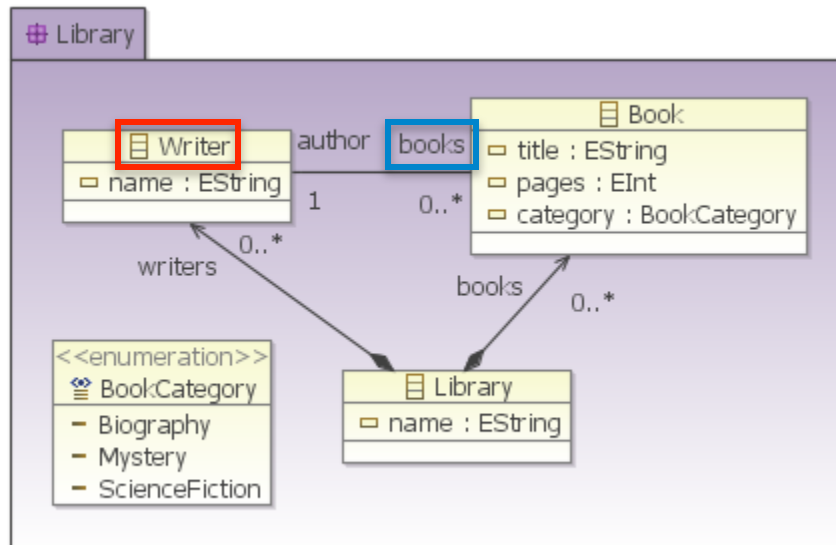 Library
Writer
name : EString
author
books
1
0..*
Book
title : EString
pages : EInt
category : BookCategory
writers
0..*
books
0..*
<<enumeration>>
BookCategory
Biography
Mystery
ScienceFiction
Library
name : EString